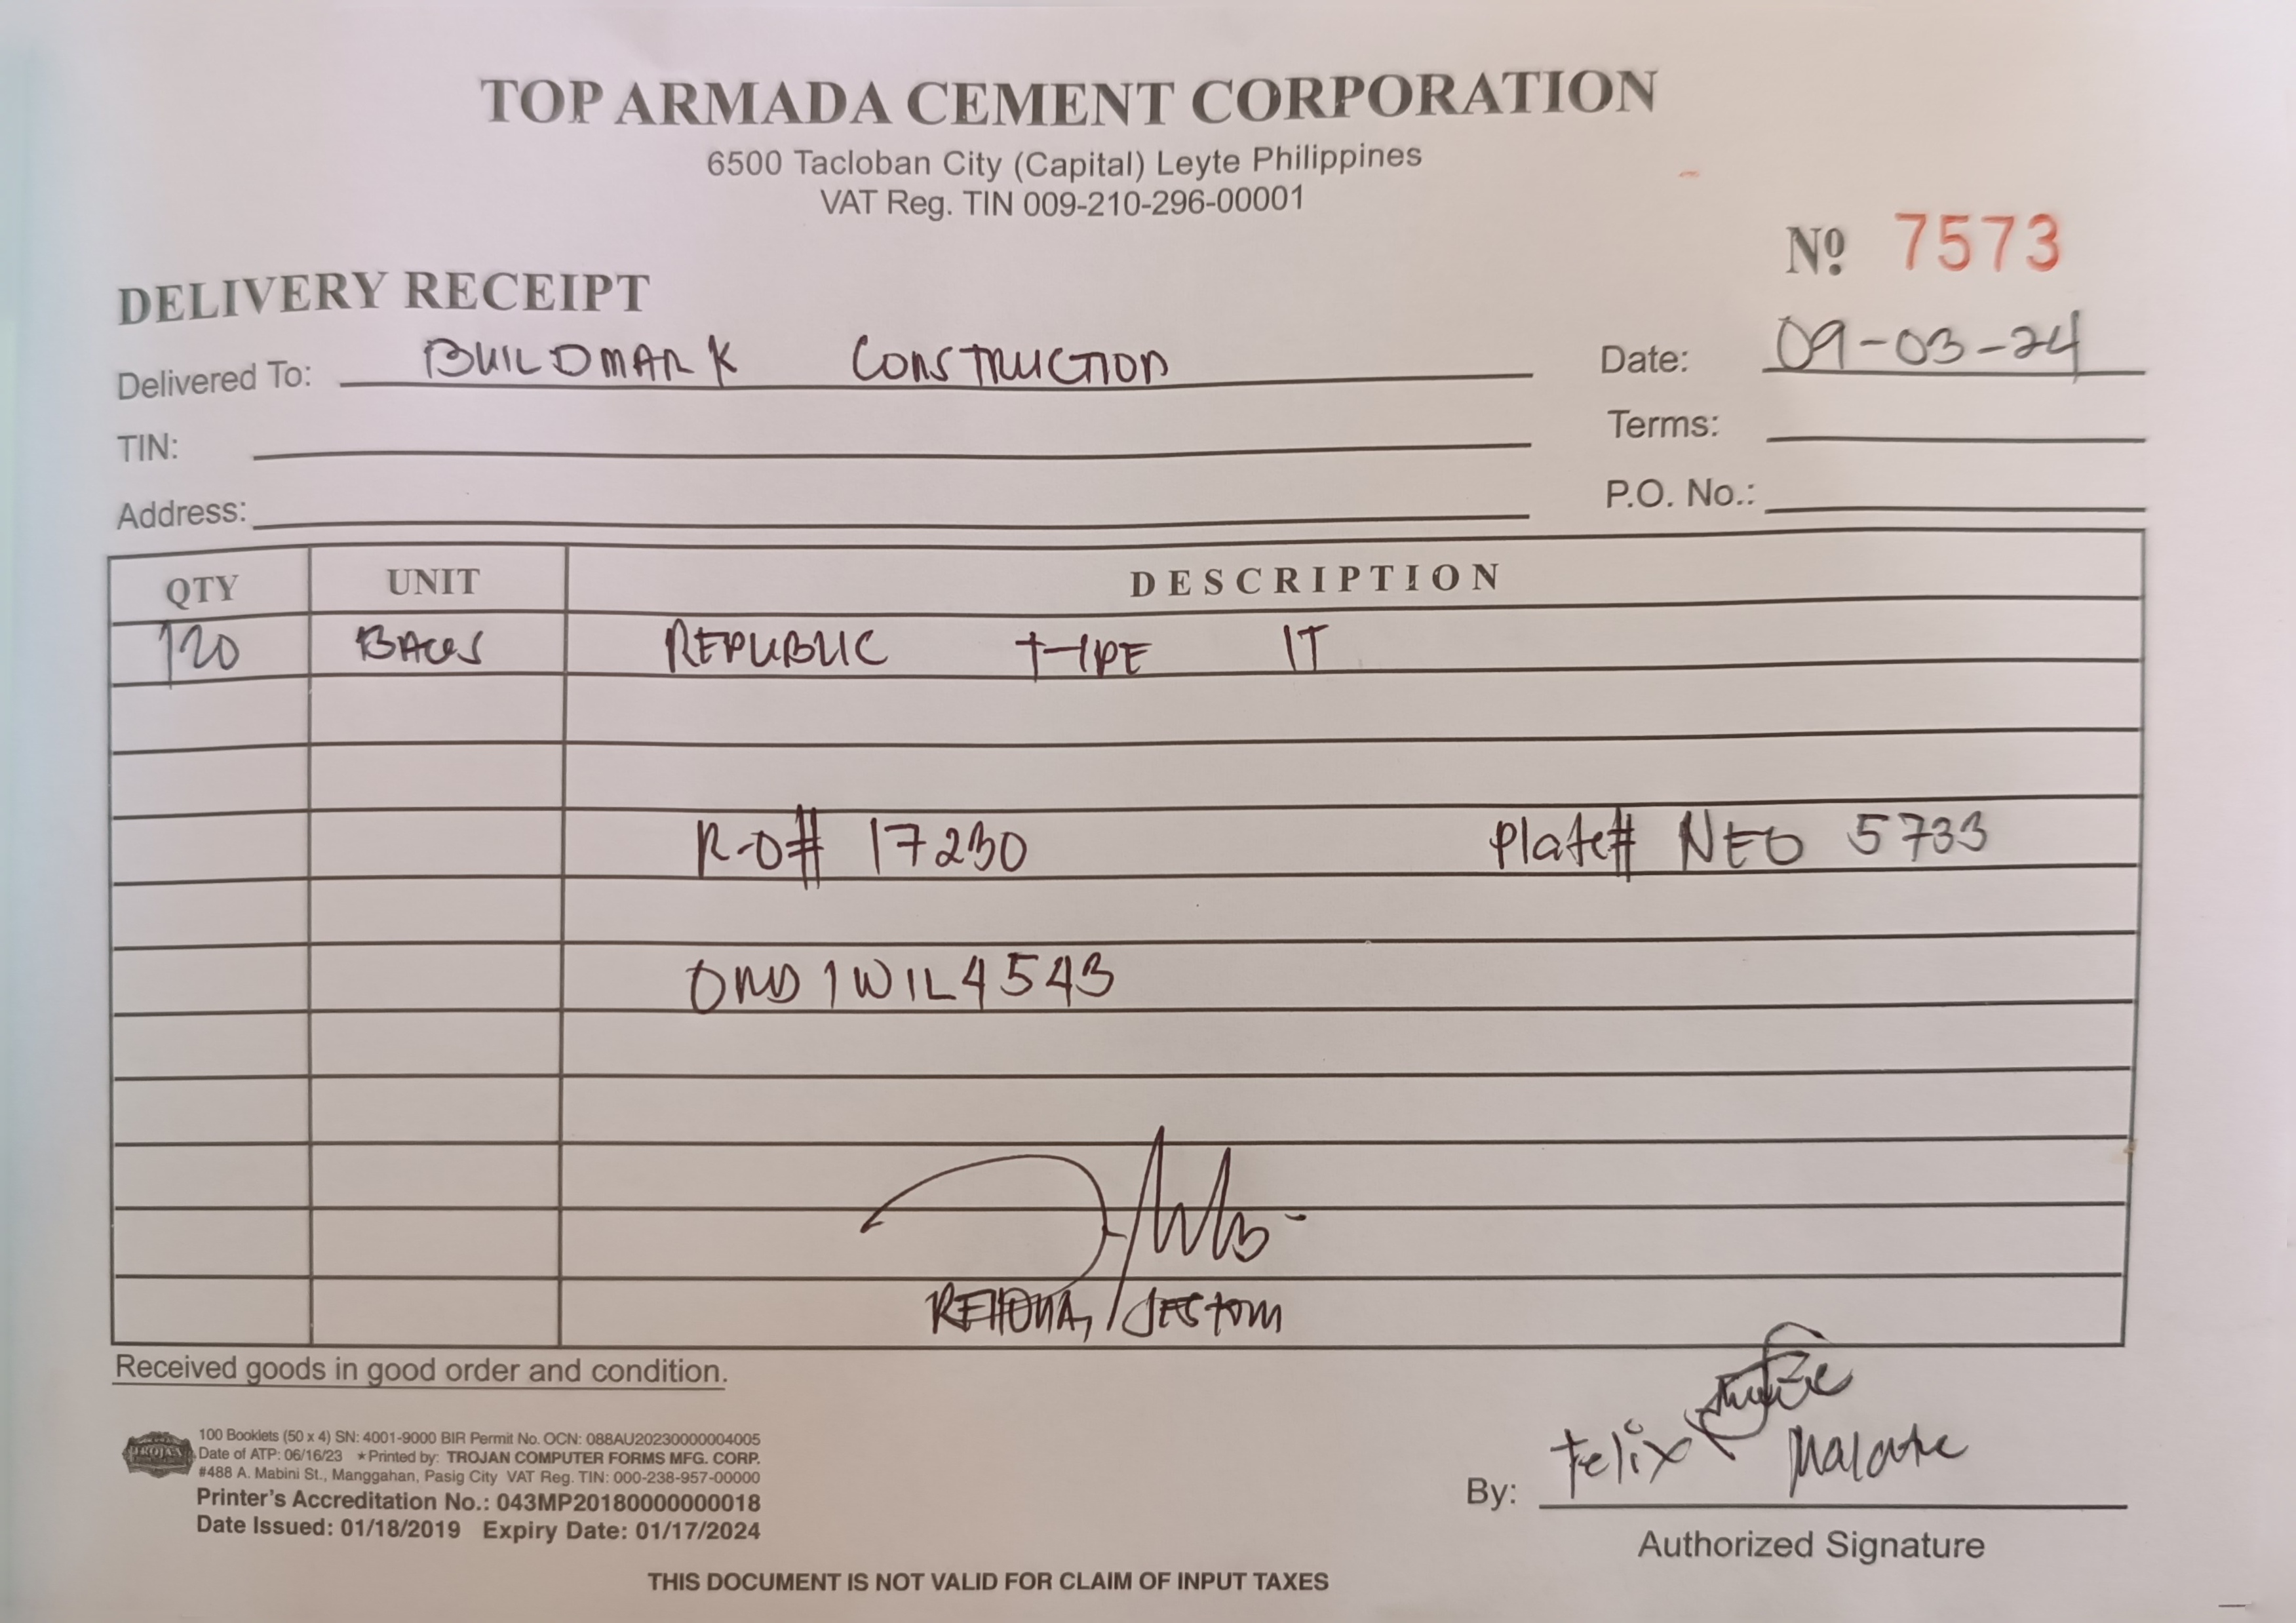 TOP ARMADA CEMENT CORPORATION
6500 Tacloban City (Capital) Leyte Philippines
VAT Reg. TIN 009-210-296-00001
Nº 7573
DELIVERY RECEIPT
Delivered To: BUILDMARK CONSTRUCTION Date: 09-03-24
TIN: Terms:
Address: P.O. No.:
QTY UNIT DESCRIPTION
120 BAGS REPUBLIC TYPE IT
R-O# 17230 Plate# NEO 5733
1WIL4543
Received goods in good order and condition.
TROJAN
100 Booklets (50 x 4) SN: 4001-9000 BIR Permit No. OCN: 088AU20230000004005
Date of ATP: 06/16/23 ★Printed by: TROJAN COMPUTER FORMS MFG. CORP.
#488 A. Mabini St., Manggahan, Pasig City VAT Reg. TIN: 000-238-957-00000
Printer's Accreditation No.: 043MP20180000000018
Date Issued: 01/18/2019 Expiry Date: 01/17/2024
By: Felix Malate
Authorized Signature
THIS DOCUMENT IS NOT VALID FOR CLAIM OF INPUT TAXES